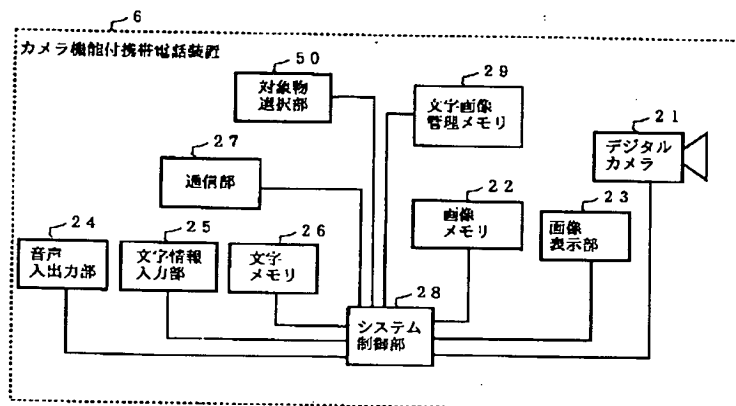 6
カメラ機能付携帯電話装置
50
対象物
選択部
29
文字画像
管理メモリ
21
デジタル
カメラ
27
通信部
22
画像
メモリ
23
画像
表示部
24
音声
入出力部
25
文字情報
入力部
26
文字
メモリ
28
システム
制御部